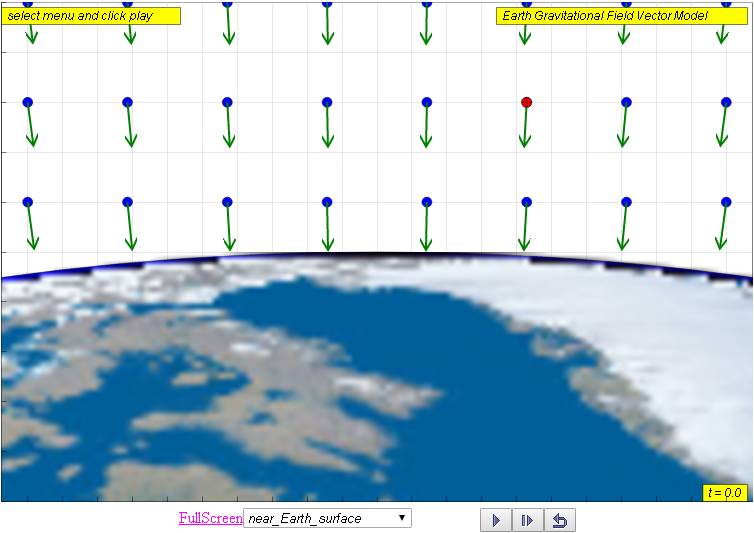 select menu and click play
Earth Gravitational Field Vector Model
t = 0.0
FullScreen near_Earth_surface